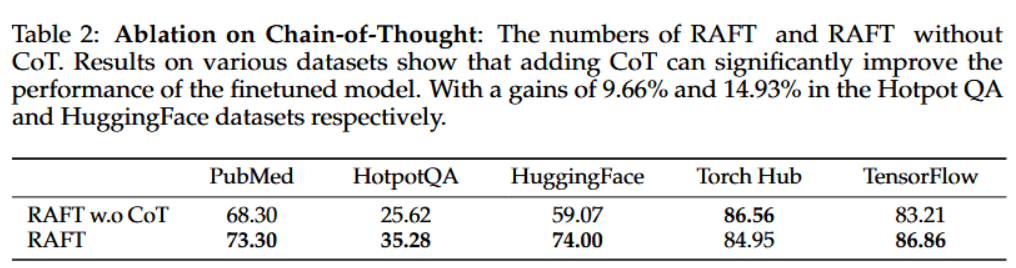 Table 2: Ablation on Chain-of-Thought: The numbers of RAFT and RAFT without
CoT. Results on various datasets show that adding CoT can significantly improve the
performance of the finetuned model. With a gains of 9.66% and 14.93% in the Hotpot QA
and HuggingFace datasets respectively.
PubMed HotpotQA HuggingFace Torch Hub TensorFlow
RAFT w.o CoT 68.30 25.62 59.07 86.56 83.21
RAFT 73.30 35.28 74.00 84.95 86.86